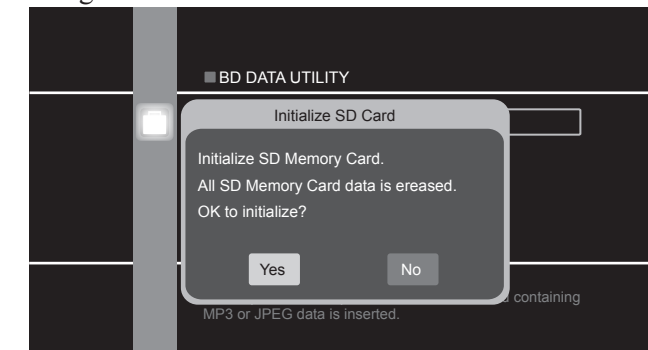 BD DATA UTILITY
Initialize SD Card
Initialize SD Memory Card.
All SD Memory Card data is ereased.
OK to initialize?
Yes No
containing
MP3 or JPEG data is inserted.